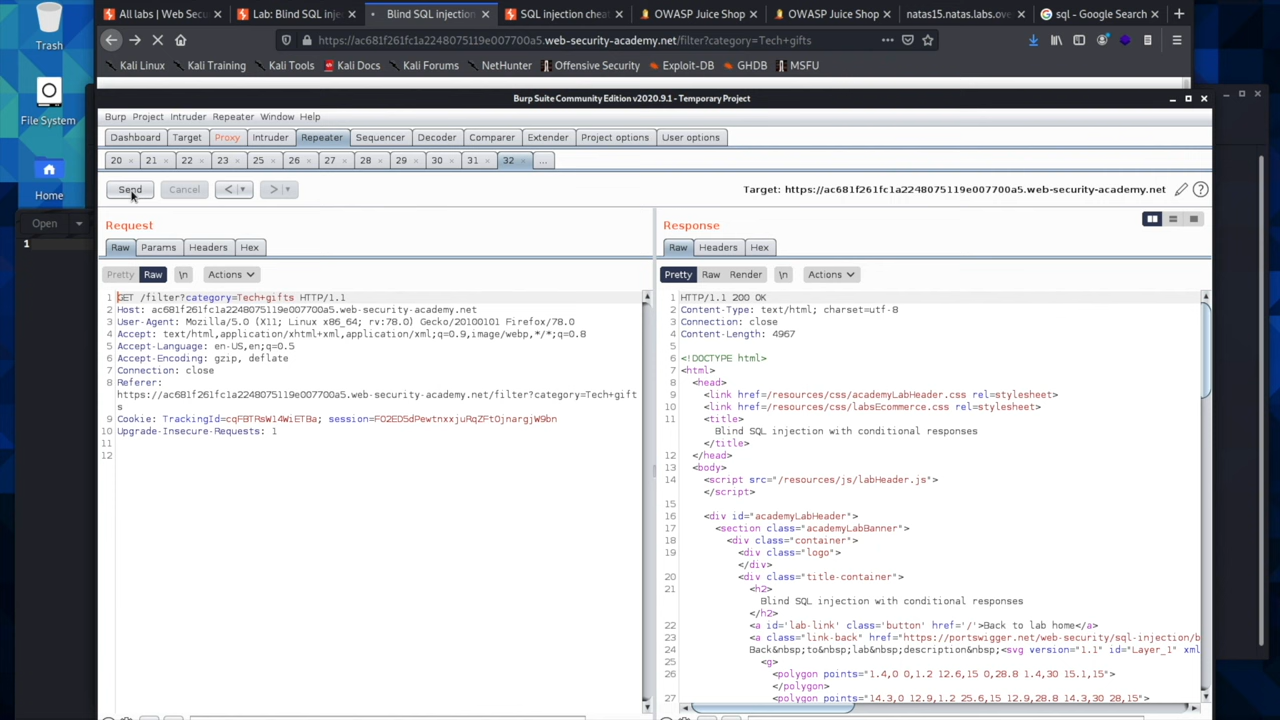 All labs | Web Sec
Lab: Blind SQL inje
Blind SQL injection
SQL injection chea
OWASP Juice Shop
OWASP Juice Shop
natas15.natas.labs.over
sql - Google Search
https://ac681f261fc1a2248075119e007700a5.web-security-academy.net/filter?category=Tech+gifts
Kali Linux
Kali Training
Kali Tools
Kali Docs
Kali Forums
NetHunter
Offensive Security
Exploit-DB
GHDB
MSFU
Trash
File System
Home
Open
1
Burp Suite Community Edition v2020.9.1 - Temporary Project
Burp Project Intruder Repeater Window Help
Dashboard Target Proxy Intruder Repeater Sequencer Decoder Comparer Extender Project options User options
20 × 21 × 22 × 23 × 25 × 26 × 27 × 28 × 29 × 30 × 31 × 32 × ...
Send Cancel < > Target: https://ac681f261fc1a2248075119e007700a5.web-security-academy.net
Request
Raw Params Headers Hex
Pretty Raw \n Actions
1 GET /filter?category=Tech+gifts HTTP/1.1
2 Host: ac681f261fc1a2248075119e007700a5.web-security-academy.net
3 User-Agent: Mozilla/5.0 (X11; Linux x86_64; rv:78.0) Gecko/20100101 Firefox/78.0
4 Accept: text/html,application/xhtml+xml,application/xml;q=0.9,image/webp,*/*;q=0.8
5 Accept-Language: en-US,en;q=0.5
6 Accept-Encoding: gzip, deflate
7 Connection: close
8 Referer:
https://ac681f261fc1a2248075119e007700a5.web-security-academy.net/filter?category=Tech+gift
s
9 Cookie: TrackingId=cqFBTRsW14WiET8a; session=FO2ED5dPewtnxxjuRqZFtOjnargjW9bn
10 Upgrade-Insecure-Requests: 1
11
12
Response
Raw Headers Hex
Pretty Raw Render \n Actions
1 HTTP/1.1 200 OK
2 Content-Type: text/html; charset=utf-8
3 Connection: close
4 Content-Length: 4967
5
6 <!DOCTYPE html>
7 <html>
8 <head>
9 <link href=/resources/css/academyLabHeader.css rel=stylesheet>
10 <link href=/resources/css/labsEcommerce.css rel=stylesheet>
11 <title>
Blind SQL injection with conditional responses
</title>
12 </head>
13 <body>
14 <script src="/resources/js/labHeader.js">
</script>
15
16 <div id="academyLabHeader">
17 <section class="academyLabBanner">
18 <div class="container">
19 <div class="logo">
</div>
20 <div class="title-container">
21 <h2>
Blind SQL injection with conditional responses
</h2>
22 <a id='lab-link' class='button' href='/'>Back to lab home</a>
23 <a class="link-back" href="https://portswigger.net/web-security/sql-injection/b
24 Back&nbsp;to&nbsp;lab&nbsp;description&nbsp;<svg version="1.1" id="Layer_1" xml
25 <g>
26 <polygon points="1.4,0 0,1.2 12.6,15 0,28.8 1.4,30 15.1,15">
</polygon>
27 <polygon points="14.3,0 12.9,1.2 25.6,15 12.9,28.8 14.3,30 28,15">